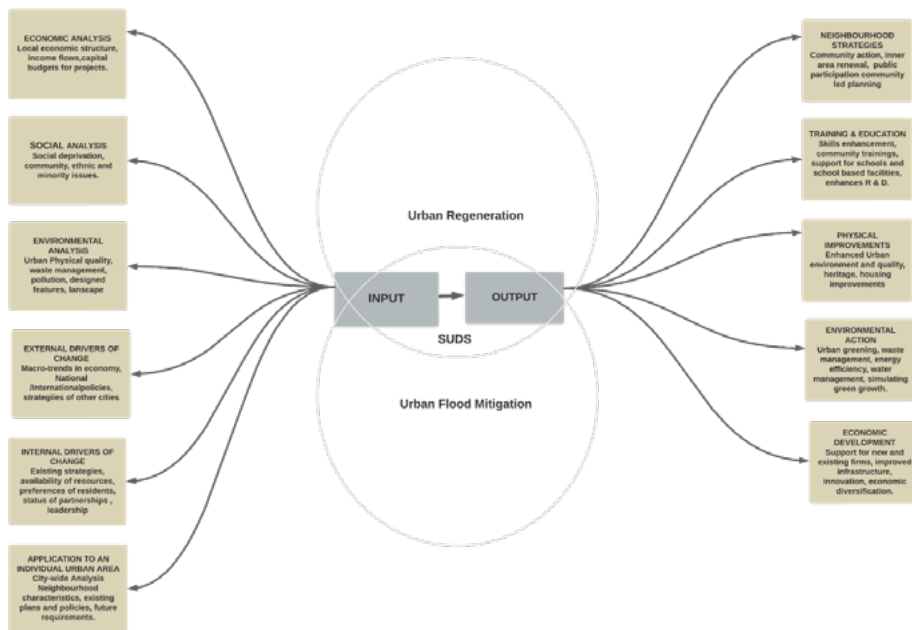 ECONOMIC ANALYSIS
Local economic structure,
income flows,capital
budgets for projects.
SOCIAL ANALYSIS
Social deprivation,
community, ethnic and
minority issues.
ENVIRONMENTAL
ANALYSIS
Urban Physical quality,
waste management,
pollution, designed
features, lanscape
EXTERNAL DRIVERS OF
CHANGE
Macro-trends in economy,
National
/Internationalpolicies,
strategiies of other cities
INTERNAL DRIVERS OF
CHANGE
Existing strategies,
availability of resources,
preferences of residents,
status of partnerships ,
leadership
APPLICATION TO AN
INDIVIDUAL URBAN AREA
City-wide Analysis
Neighbourhood
characteristics, existing
plans and policies, future
requirements.
Urban Regeneration
INPUT
OUTPUT
SUDS
Urban Flood Mitigation
NEIGHBOURHOOD
STRATEGIES
Community action, inner
area renewal, public
participation community
led planning
TRAINING & EDUCATION
Skills enhancement,
community trainings,
support for schools and
school based facilities,
enhances R & D.
PHYSICAL
IMPROVEMENTS
Enhanced Urban
environment and quality,
heritage, housing
improvements
ENVIRONMENTAL
ACTION
Urban greening, waste
management, energy
efficiency, water
management, simulating
green growth.
ECONOMIC
DEVELOPMENT
Support for new and
existing firms, improved
infrastructure,
innovation, economic
diversification.